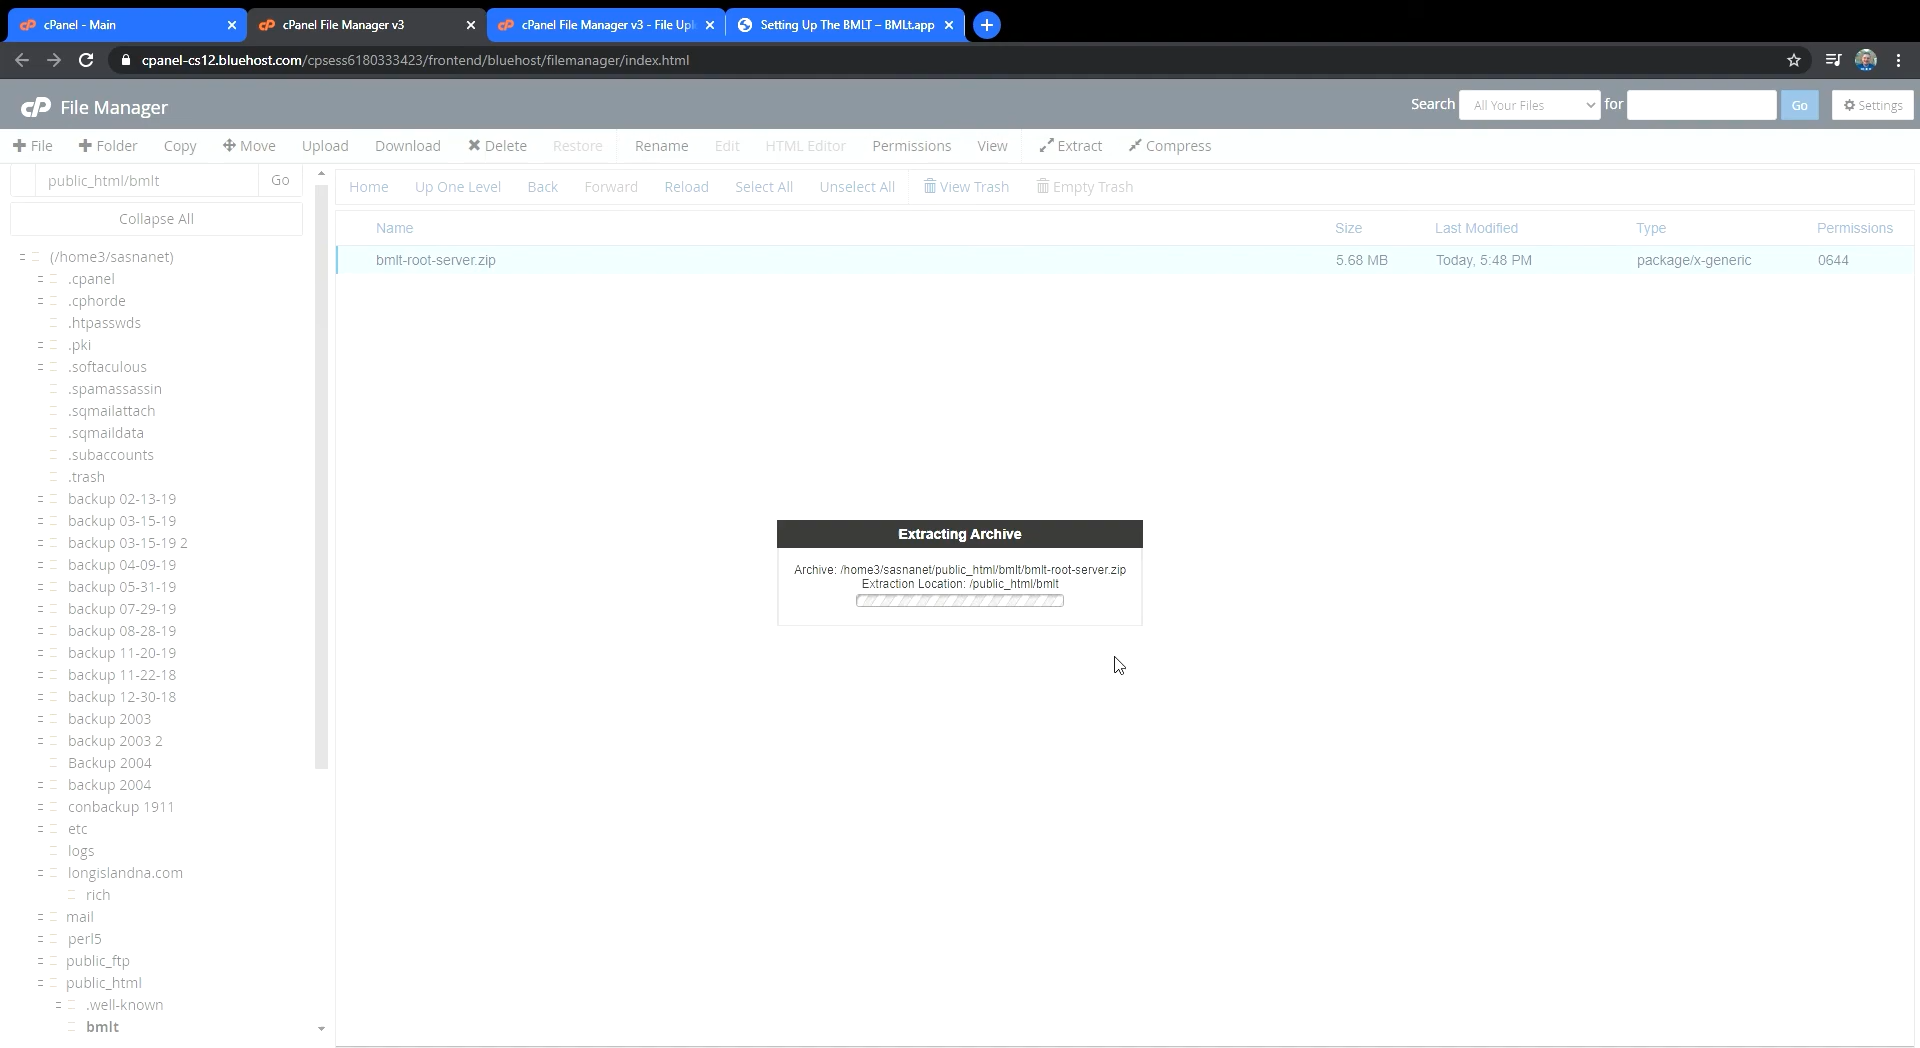 cPanel - Main
cPanel File Manager v3
cPanel File Manager v3 - File Upl
Setting Up The BMLT – BMLt.app
cpanel-cs12.bluehost.com/cpsess6180333423/frontend/bluehost/filemanager/index.html
cP File Manager
Search All Your Files for Go Settings
File Folder Copy Move Upload Download Delete Restore Rename Edit HTML Editor Permissions View Extract Compress
public_html/bmlt Go
Home Up One Level Back Forward Reload Select All Unselect All View Trash Empty Trash
Collapse All
Name Size Last Modified Type Permissions
bmlt-root-server.zip 5.68 MB Today, 5:48 PM package/x-generic 0644
(/home3/sasnanet)
.cpanel
.cphorde
.htpasswds
.pki
.softaculous
.spamassassin
.sqmailattach
.sqmaildata
.subaccounts
.trash
backup 02-13-19
backup 03-15-19
backup 03-15-19 2
backup 04-09-19
backup 05-31-19
backup 07-29-19
backup 08-28-19
backup 11-20-19
backup 11-22-18
backup 12-30-18
backup 2003
backup 2003 2
Backup 2004
backup 2004
conbackup 1911
etc
logs
longislandna.com
rich
mail
perl5
public_ftp
public_html
.well-known
bmlt
Extracting Archive
Archive: /home3/sasnanet/public_html/bmlt/bmlt-root-server.zip
Extraction Location: /public_html/bmlt